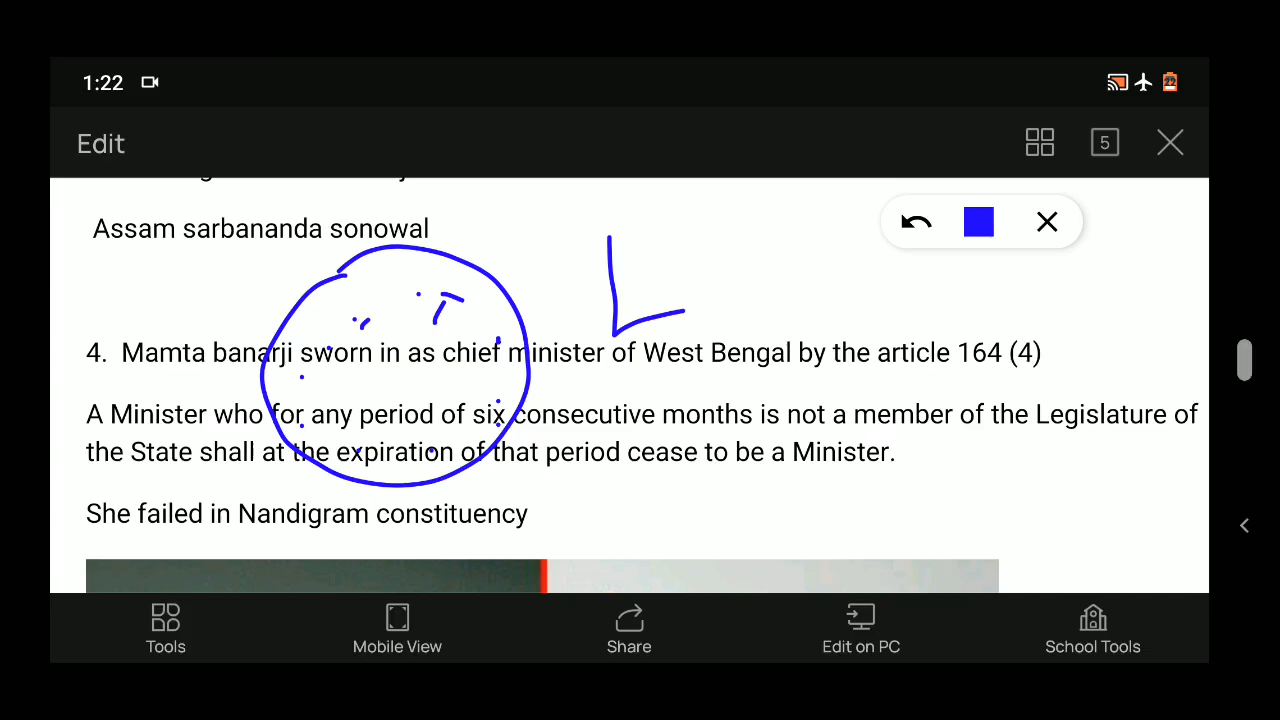 1:22
22
Edit
5
Assam sarbananda sonowal
L
4. Mamta banarji sworn in as chief minister of West Bengal by the article 164 (4)
A Minister who for any period of six consecutive months is not a member of the Legislature of
the State shall at the expiration of that period cease to be a Minister.
She failed in Nandigram constituency
Tools
Mobile View
Share
Edit on PC
School Tools